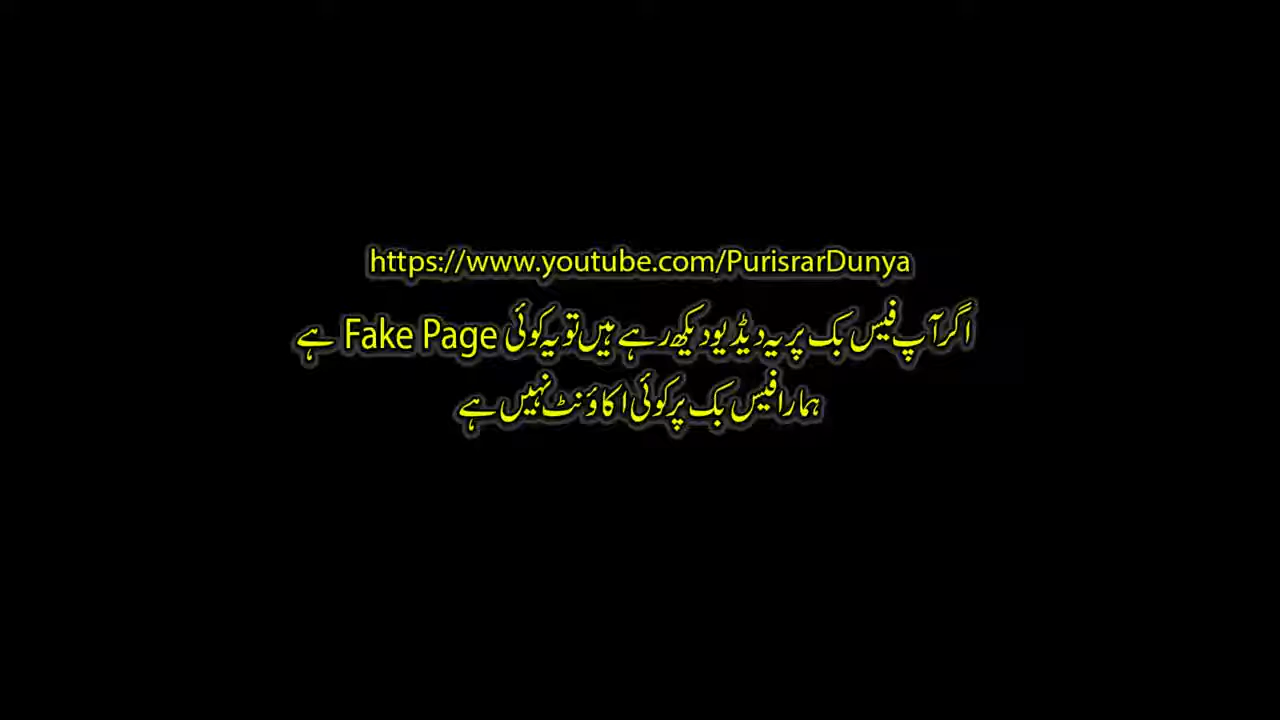 https://www.youtube.com/PurisrarDunya
اگر آپ فیس بک پر یہ ویڈیو دیکھ رہے ہیں تو یہ کوئی Fake Page ہے
ہمارا فیس بک پر کوئی اکاؤنٹ نہیں ہے